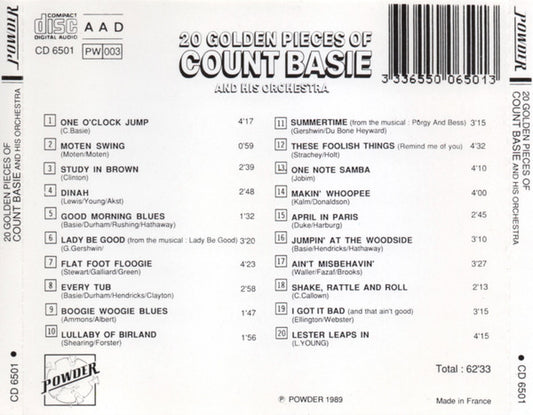 POWDER
20 GOLDEN PIECES OF
COUNT BASIE AND HIS ORCHESTRA
CD 6501
COMPACT
disc
DIGITAL AUDIO
A A D
CD 6501
PW 003
20 GOLDEN PIECES OF
COUNT BASIE
AND HIS ORCHESTRA
3 336550 065013
1 ONE O'CLOCK JUMP 4'17
(C.Basie)
2 MOTEN SWING 0'59
(Moten/Moten)
3 STUDY IN BROWN 2'39
(Clinton)
4 DINAH 2'48
(Lewis/Young/Akst)
5 GOOD MORNING BLUES 1'32
(Basie/Durham/Rushing/Hathaway)
6 LADY BE GOOD (from the musical : Lady Be Good) 3'20
(G.Gershwin/
7 FLAT FOOT FLOOGIE 4'23
(Stewart/Galliard/Green)
8 EVERY TUB 2'58
(Basie/Durham/Hendricks/Clayton)
9 BOOGIE WOOGIE BLUES 1'47
(Ammons/Albert)
10 LULLABY OF BIRLAND 1'56
(Shearing/Forster)
11 SUMMERTIME (from the musical : Porgy And Bess) 3'15
(Gershwin/Du Bone Heyward)
12 THESE FOOLISH THINGS (Remind me of you) 4'32
(Strachey/Holt)
13 ONE NOTE SAMBA 4'10
(Jobim)
14 MAKIN' WHOOPEE 4'00
(Kalm/Donaldson)
15 APRIL IN PARIS 2'45
(Duke/Harburg)
16 JUMPIN' AT THE WOODSIDE 3'10
(Basie/Hendricks/Hathaway)
17 AIN'T MISBEHAVIN' 3'27
(Waller/Fazaf/Brooks)
18 SHAKE, RATTLE AND ROLL 2'13
(C.Callown)
19 I GOT IT BAD (and that ain't good) 3'31
(Ellington/Webster)
20 LESTER LEAPS IN 4'15
(L.YOUNG)
POWDER
Total : 62'33
℗ POWDER 1989
Made in France
POWDER
20 GOLDEN PIECES OF
COUNT BASIE AND HIS ORCHESTRA
CD 6501